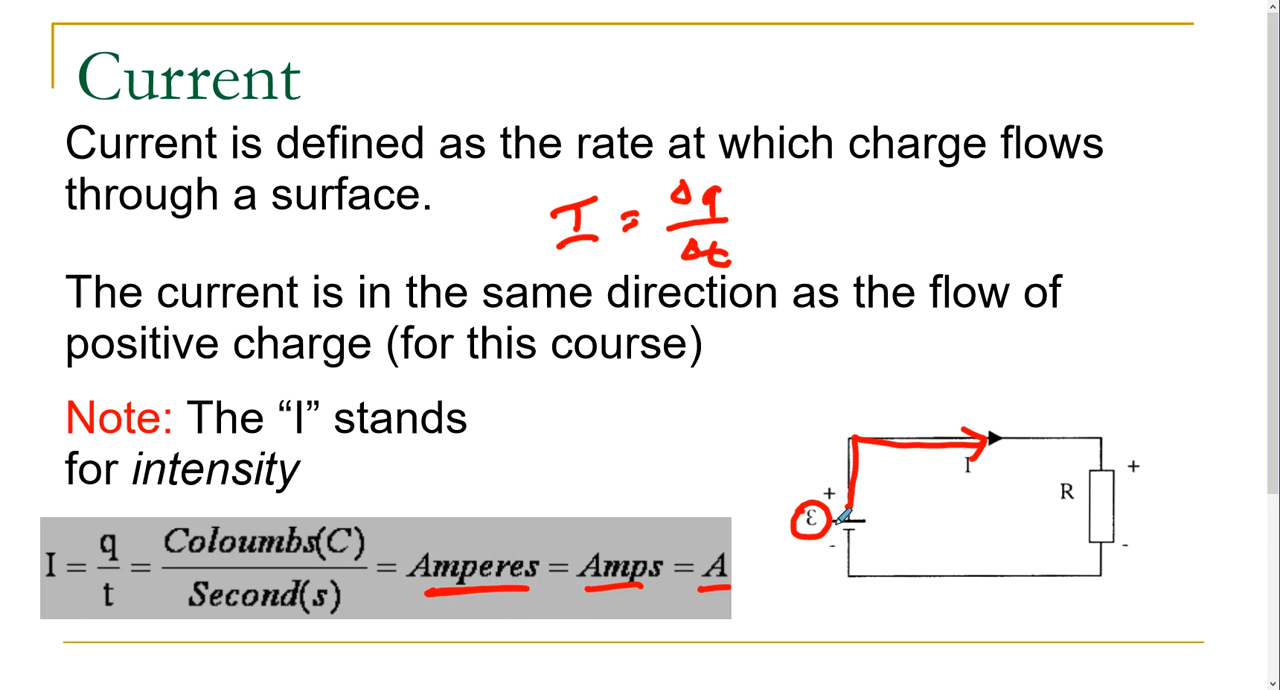 Current
Current is defined as the rate at which charge flows
through a surface.
I = Δq/Δt
The current is in the same direction as the flow of
positive charge (for this course)
Note: The “I” stands
for intensity
I = q/t = Coloumbs(C)/Second(s) = Amperes = Amps = A
I
+
R
+
ε
-
-